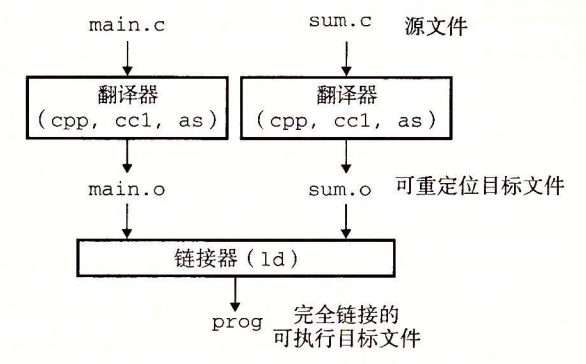 main.c sum.c 源文件
翻译器 翻译器
(cpp, cc1, as) (cpp, cc1, as)
main.o sum.o 可重定位目标文件
链接器(ld)
prog 完全链接的
可执行目标文件